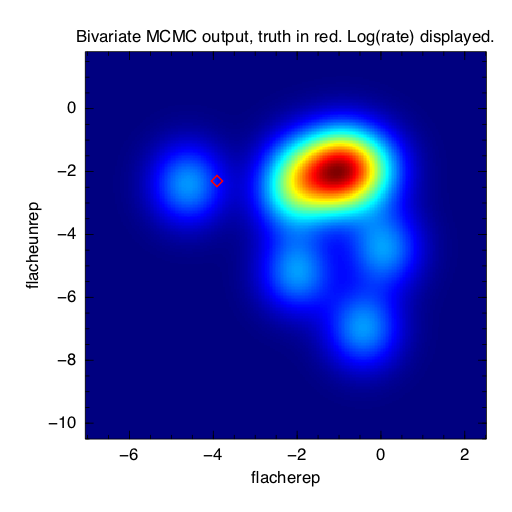 Bivariate MCMC output, truth in red. Log(rate) displayed.
0
−2
−4
−6
−8
−10
flacheunrep
−6 −4 −2 0 2
flacherep